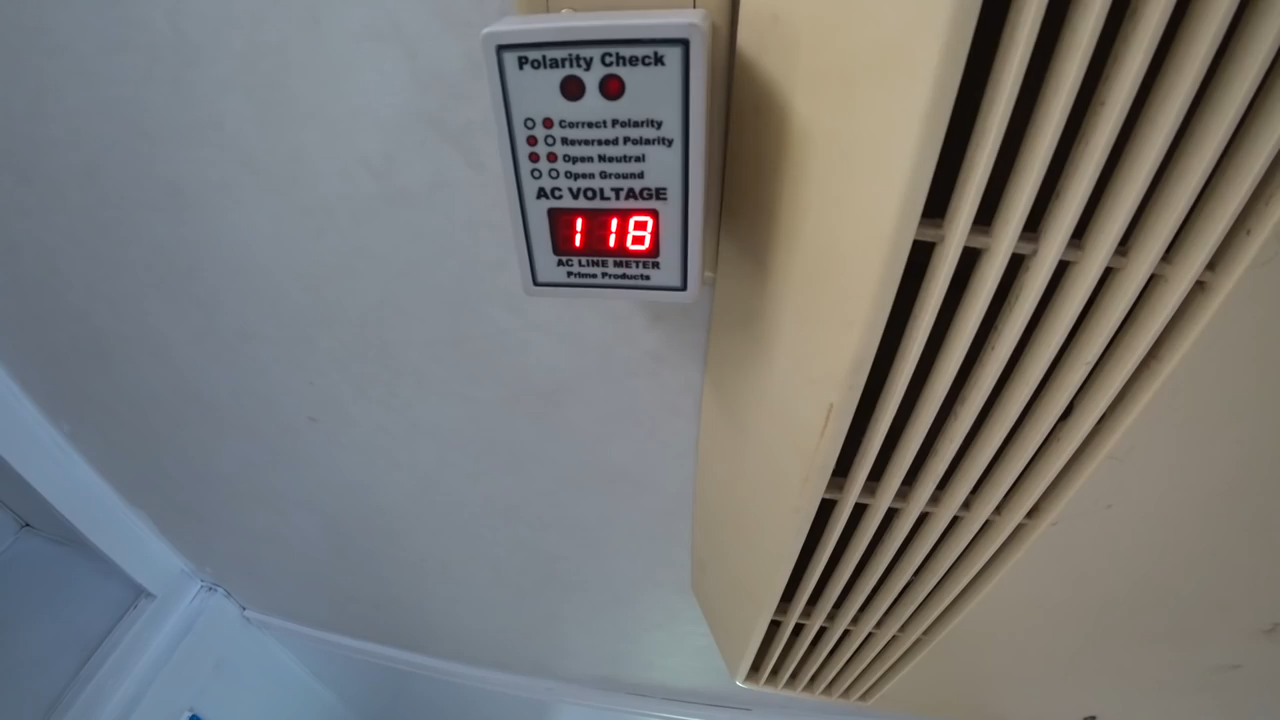 Polarity Check
Correct Polarity
Reversed Polarity
Open Neutral
Open Ground
AC VOLTAGE
118
AC LINE METER
Prime Products